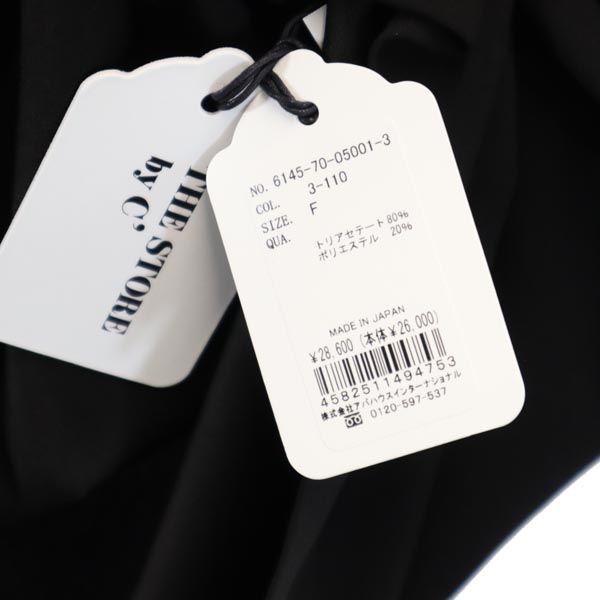 THE STORE
by C'
NO. 6145-70-05001-3
COL. 3-110
SIZE. F
QUA.
トリアセテート 80%
ポリエステル 20%
MADE IN JAPAN
¥28,600 (本体¥26,000)
4582511494753
株式会社アバハウスインターナショナル
0120-597-537